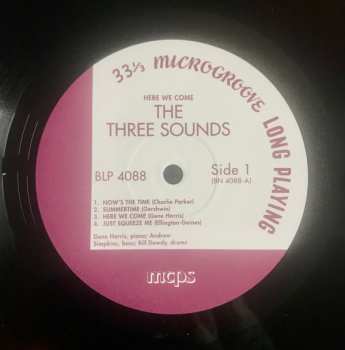 33⅓ MICROGROOVE LONG PLAYING
HERE WE COME
THE
THREE SOUNDS
BLP 4088
Side 1
(BN 4088-A)
1. NOW'S THE TIME (Charlie Parker)
2. SUMMERTIME (Gershwin)
3. HERE WE COME (Gene Harris)
4. JUST SQUEEZE ME (Ellington-Gaines)
Gene Harris, piano; Andrew
Simpkins, bass; Bill Dowdy, drums
mcps